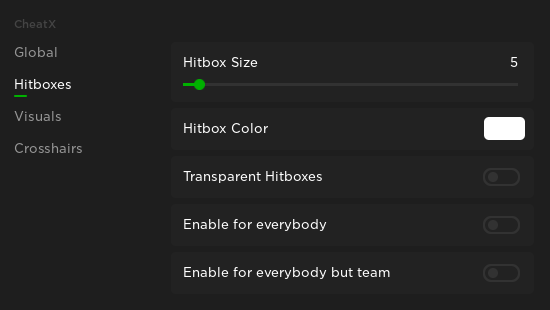 CheatX
Global
Hitboxes
Visuals
Crosshairs
Hitbox Size 5
Hitbox Color
Transparent Hitboxes
Enable for everybody
Enable for everybody but team